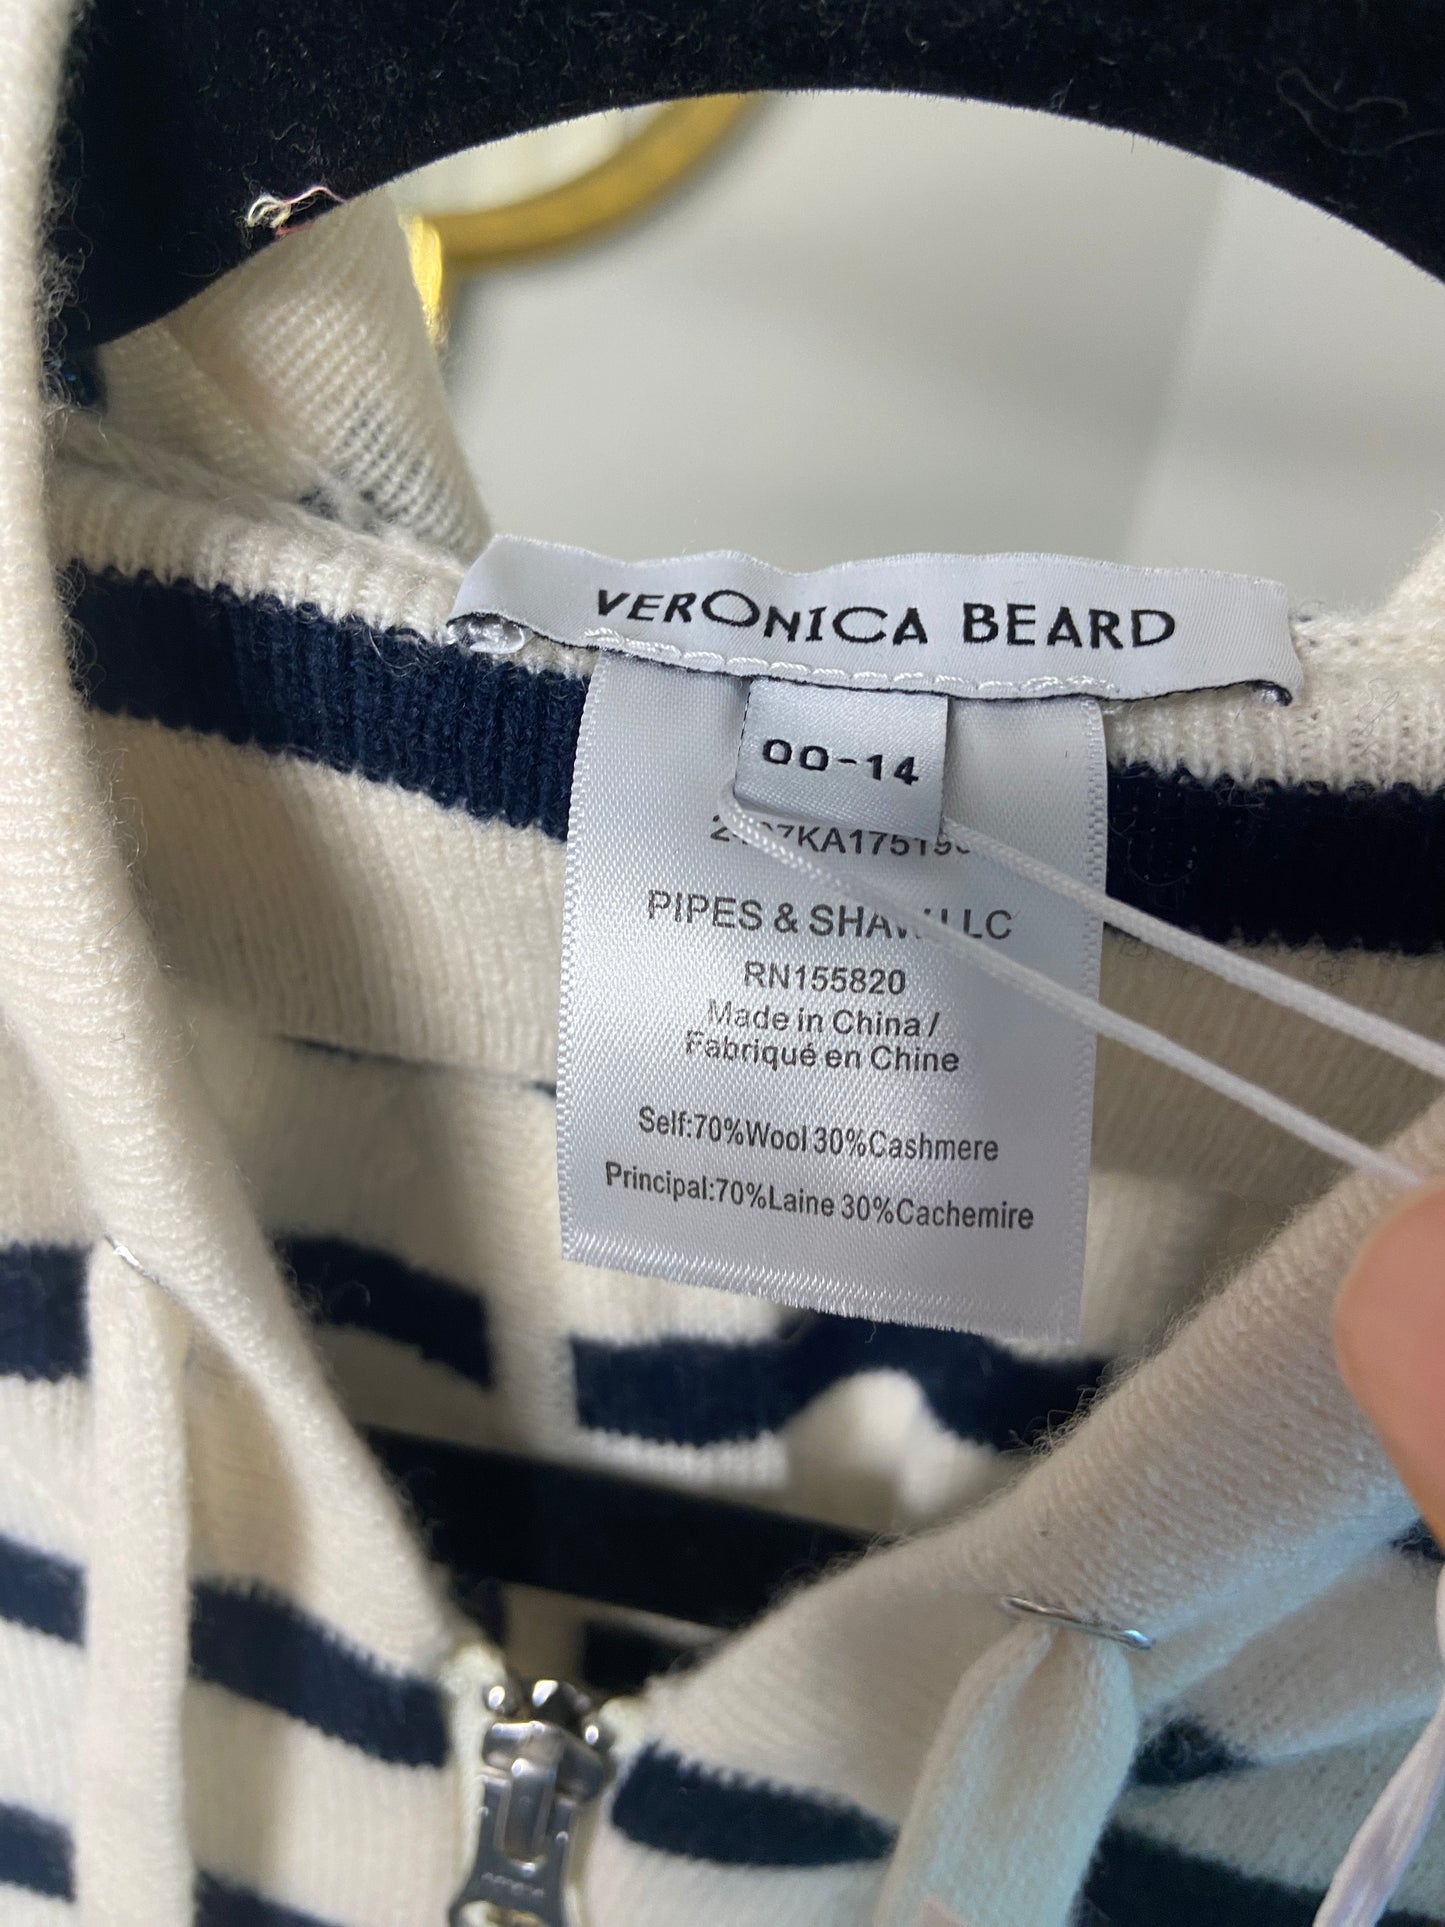 VERONICA BEARD
00-14
PIPES & LLC
RN155820
Made in China /
Fabriqué en Chine
Self:70%Wool 30%Cashmere
Principal:70%Laine 30%Cachemire